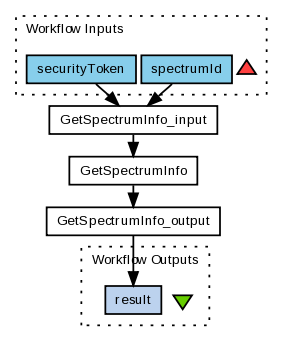 Workflow Inputs
securityToken
spectrumId
GetSpectrumInfo_input
GetSpectrumInfo
GetSpectrumInfo_output
Workflow Outputs
result